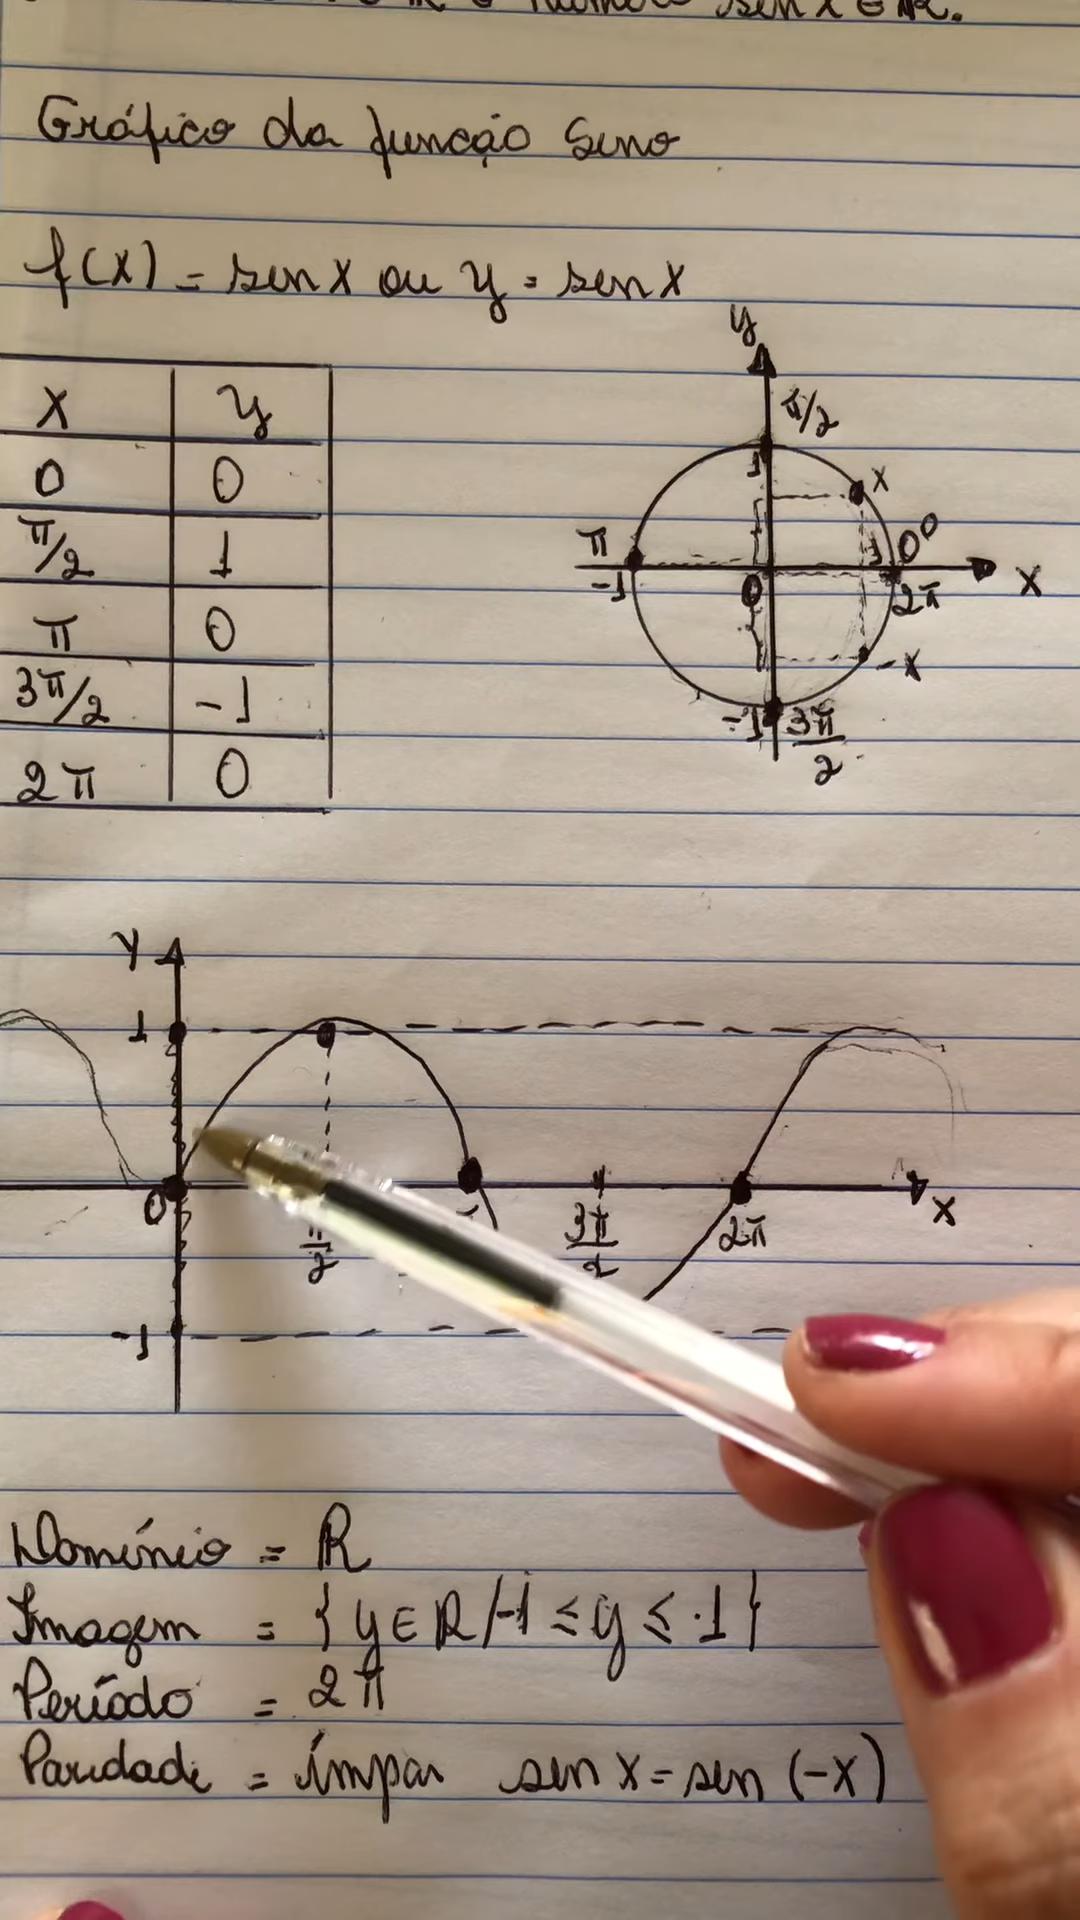 sen x ∈ R.
Gráfico da função Seno
f(x) = sen x ou y = sen x
x y
0 0
π/2 1
π 0
3π/2 -1
2π 0
y
π/2
1
x
π
1
0°
-1
0
2π
x
-x
-1
3π/2
y
1
0
π/2
3π/2
2π
x
-1
Domínio = R
Imagem = { y ∈ R / -1 ≤ y ≤ 1 }
Período = 2π
Paridade = ímpar sen x = sen (-x)